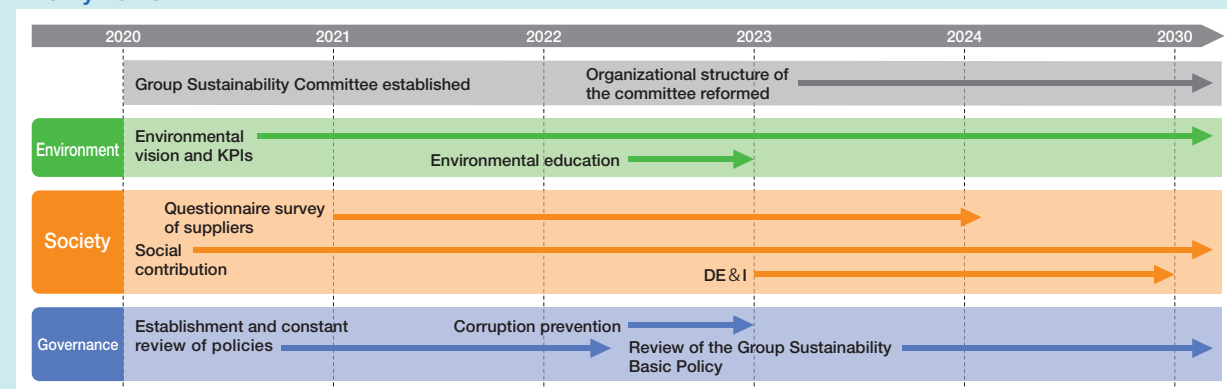 2020 2021 2022 2023 2024 2030
Group Sustainability Committee established
Organizational structure of
the committee reformed
Environment
Environmental
vision and KPIs
Environmental education
Society
Questionnaire survey
of suppliers
Social
contribution
DE&I
Governance
Establishment and constant
review of policies
Corruption prevention
Review of the Group Sustainability
Basic Policy